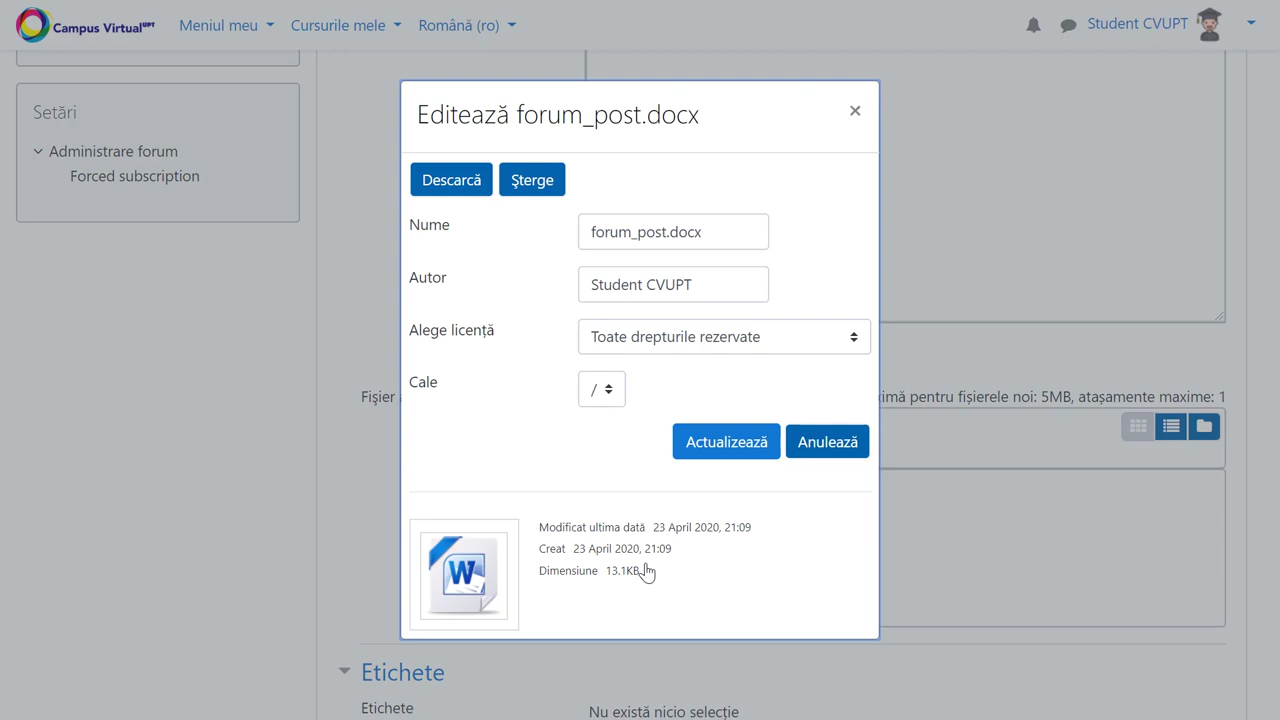 Campus Virtual UPT Meniul meu Cursurile mele Română (ro) Student CVUPT
Setări
Administrare forum
Forced subscription
Editează forum_post.docx ×
Descarcă Şterge
Nume forum_post.docx
Autor Student CVUPT
Alege licență Toate drepturile rezervate
Cale /
Fișier
imă pentru fișierele noi: 5MB, atașamente maxime: 1
Actualizează Anulează
Modificat ultima dată 23 April 2020, 21:09
Creat 23 April 2020, 21:09
Dimensiune 13.1KB
W
Etichete
Etichete Nu există nicio selecție